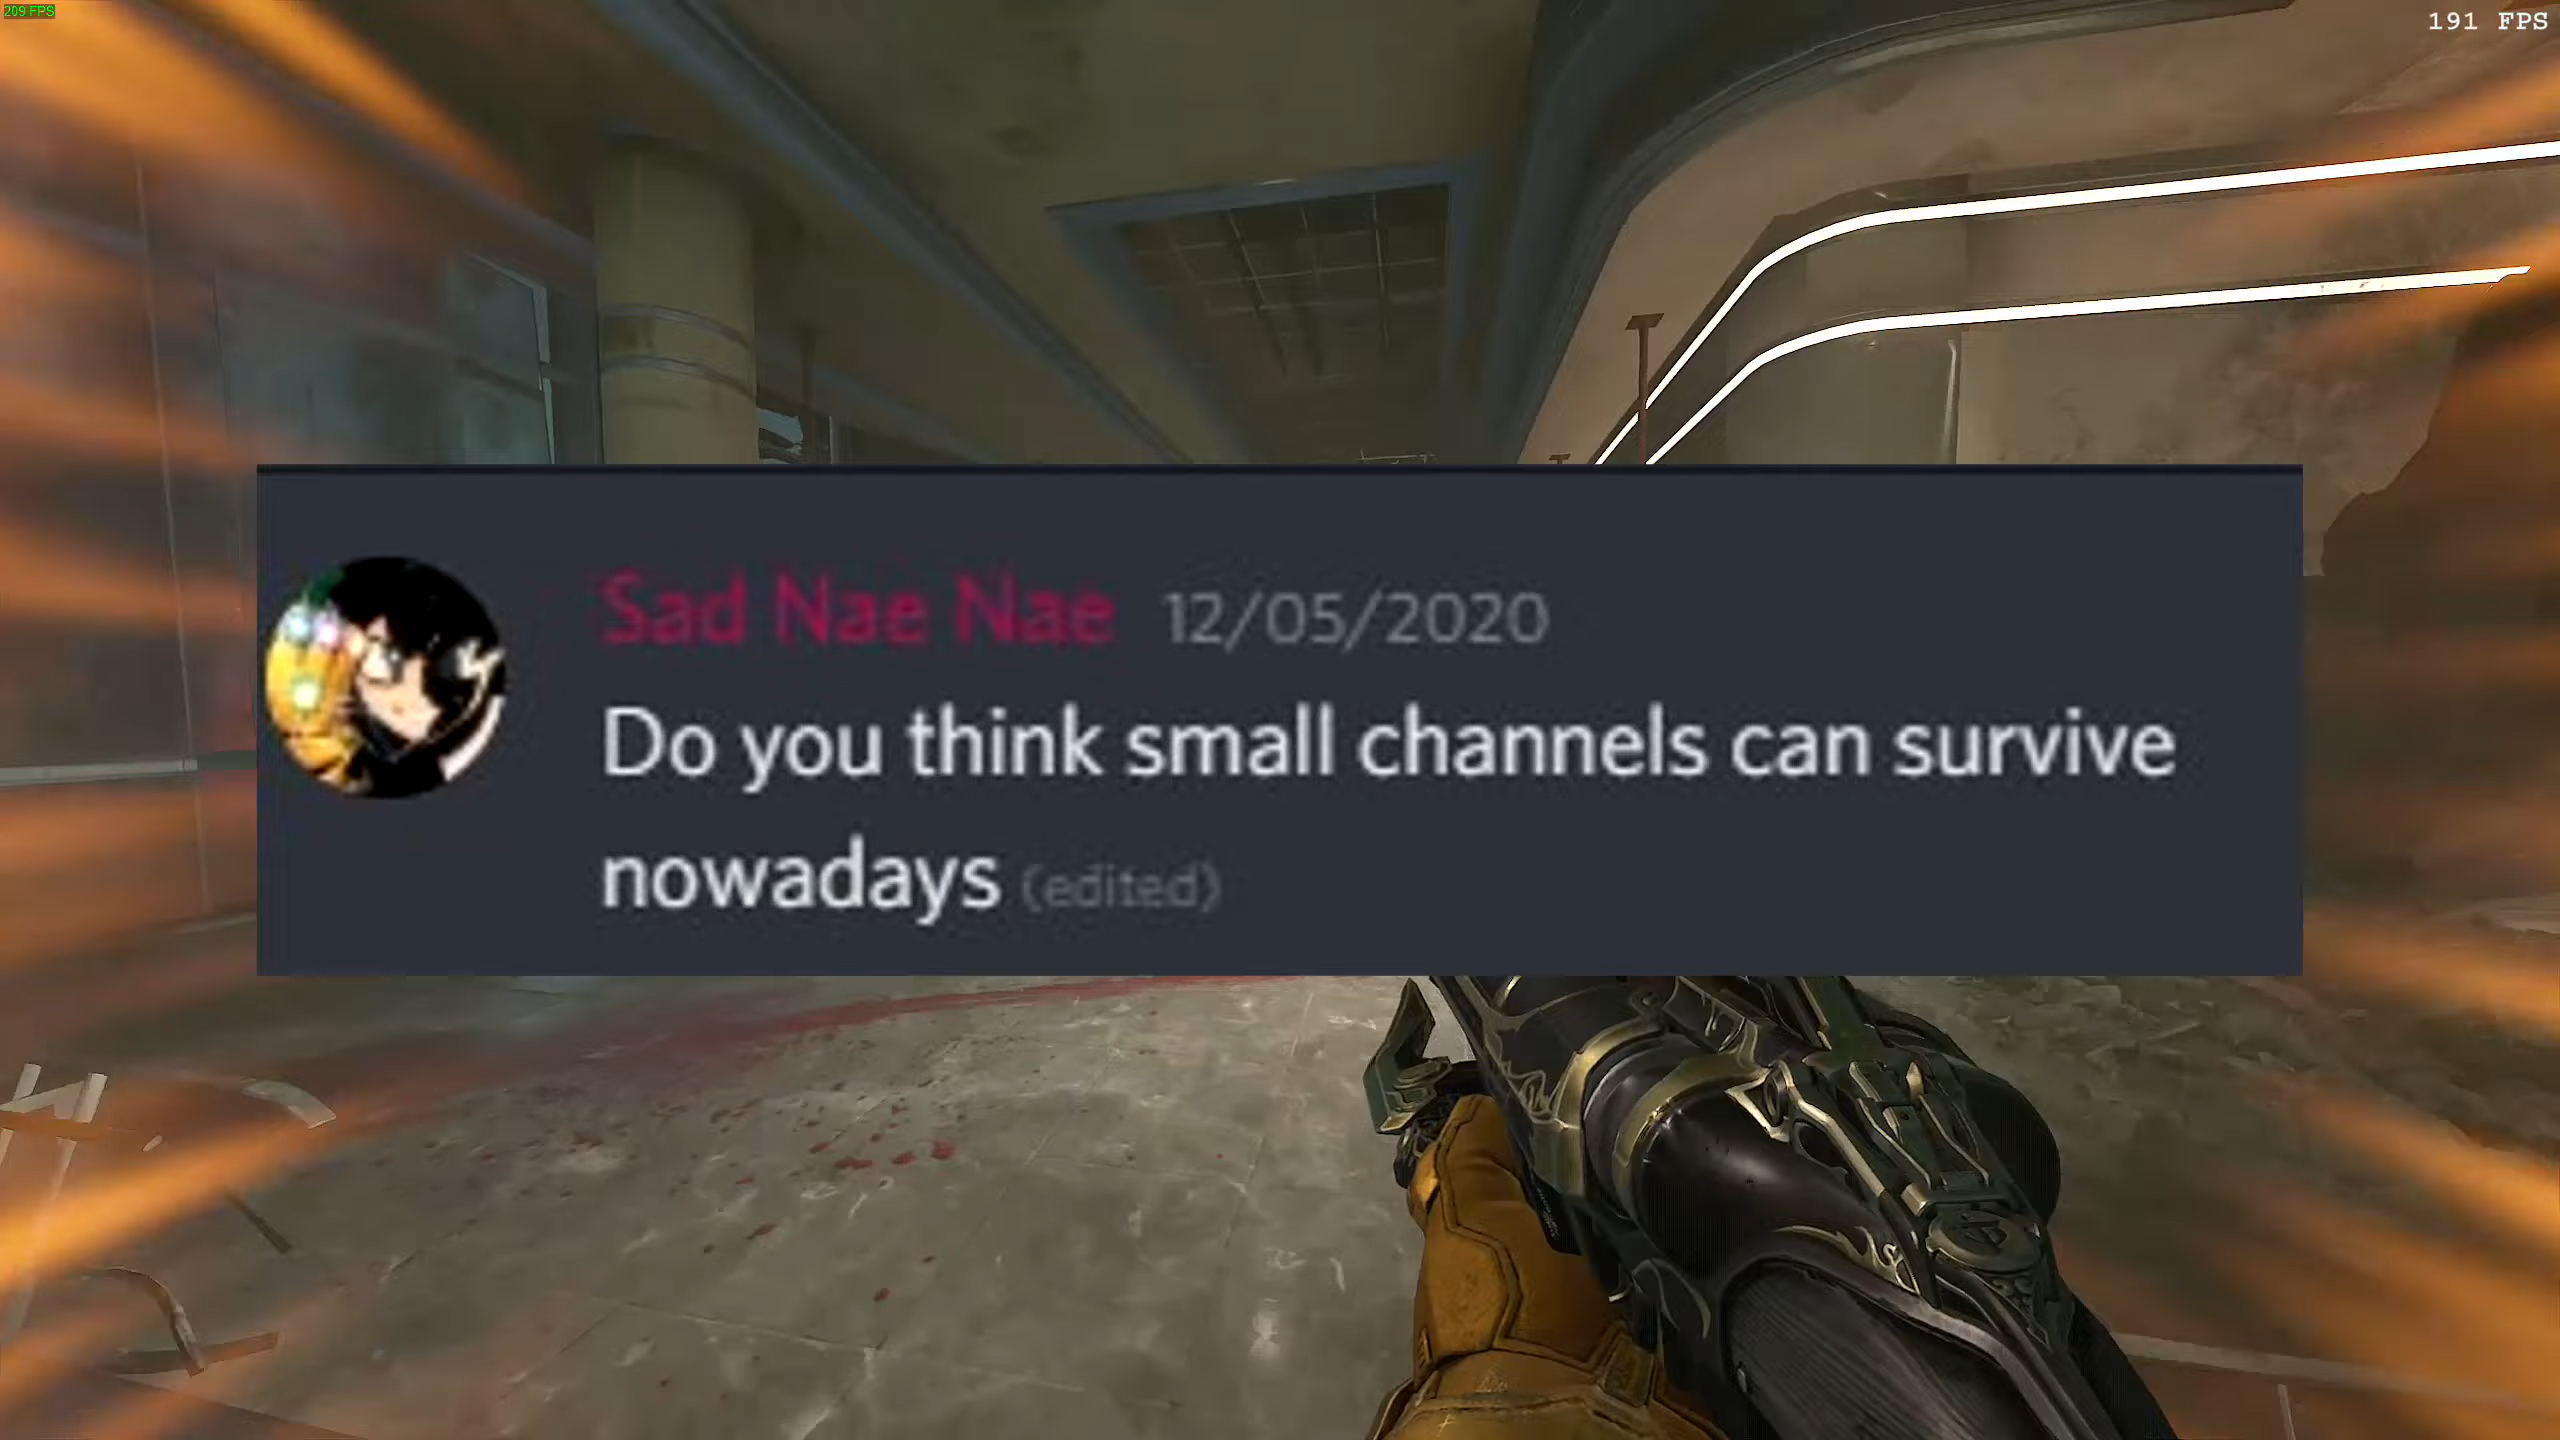 209 FPS
191 FPS
Sad Nae Nae 12/05/2020
Do you think small channels can survive
nowadays (edited)